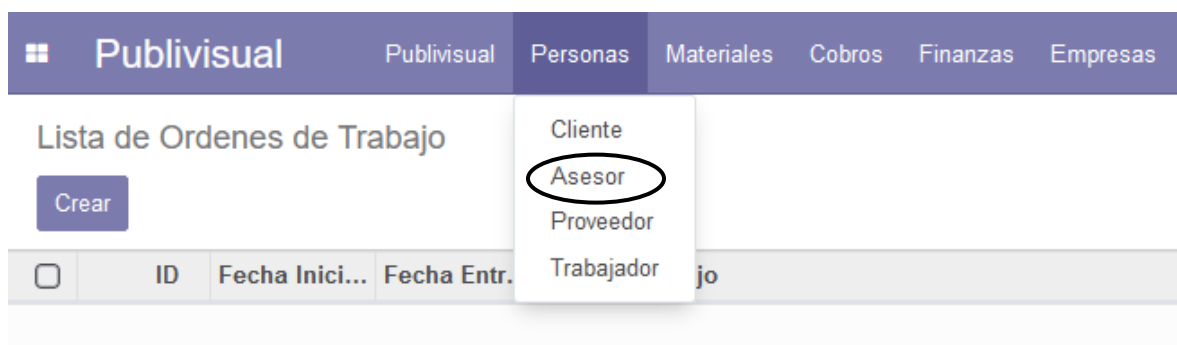 Publivisual Publivisual Personas Materiales Cobros Finanzas Empresas
Lista de Ordenes de Trabajo
Crear
Cliente
Asesor
Proveedor
Trabajador
ID Fecha Inici... Fecha Entr. jo